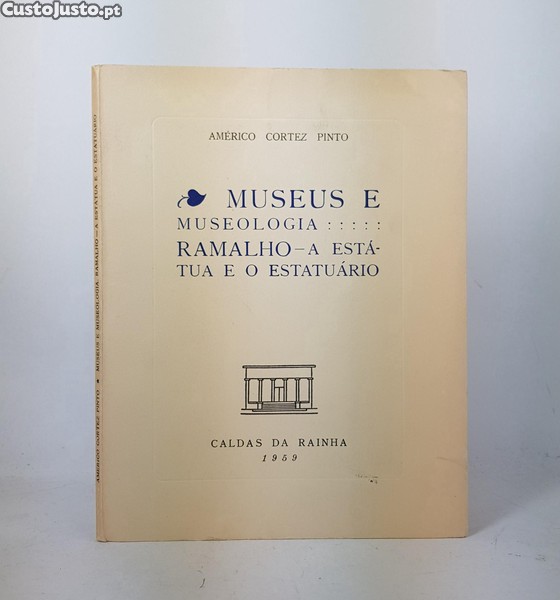 CustoJusto.pt
AMÉRICO CORTEZ PINTO
MUSEUS E
MUSEOLOGIA : : : : :
RAMALHO – A ESTÁ-
TUA E O ESTATUÁRIO
CALDAS DA RAINHA
1959
AMÉRICO CORTEZ PINTO ★ MUSEUS E MUSEOLOGIA RAMALHO – A ESTÁTUA E O ESTATUÁRIO